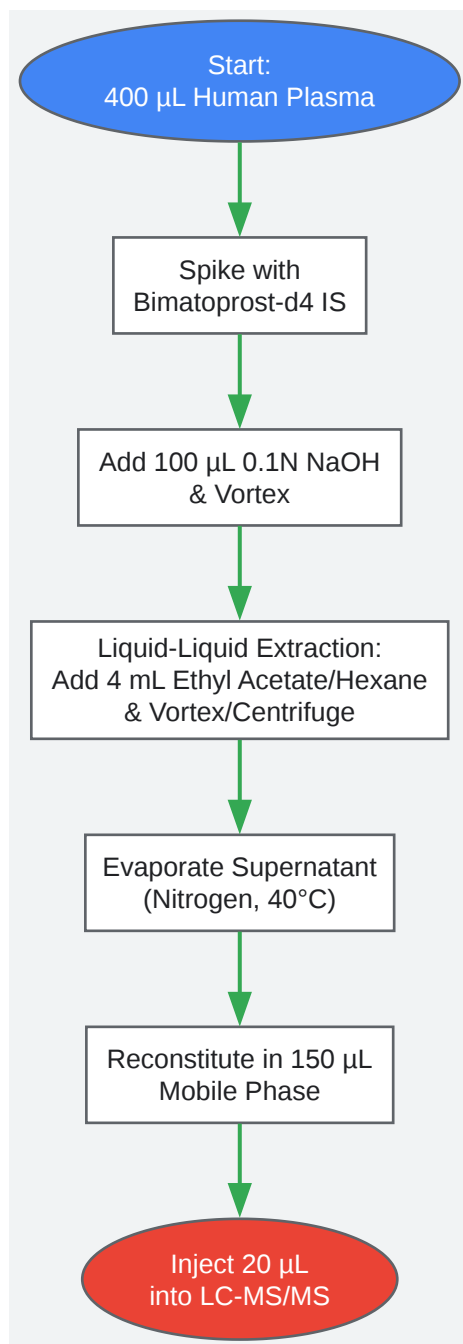 Start:
400 µL Human Plasma
Spike with
Bimatoprost-d4 IS
Add 100 µL 0.1N NaOH
& Vortex
Liquid-Liquid Extraction:
Add 4 mL Ethyl Acetate/Hexane
& Vortex/Centrifuge
Evaporate Supernatant
(Nitrogen, 40°C)
Reconstitute in 150 µL
Mobile Phase
Inject 20 µL
into LC-MS/MS